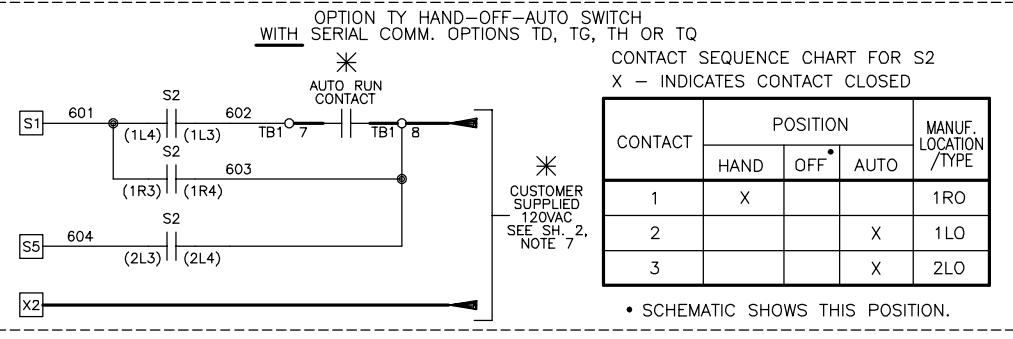 OPTION TY HAND-OFF-AUTO SWITCH
WITH SERIAL COMM. OPTIONS TD, TG, TH OR TQ
AUTO RUN
CONTACT
S1
601
S2
(1L4)
(1L3)
602
TB1
7
TB1
8
S2
(1R3)
(1R4)
603
S5
604
S2
(2L3)
(2L4)
X2
CUSTOMER
SUPPLIED
120VAC
SEE SH. 2,
NOTE 7
CONTACT SEQUENCE CHART FOR S2
X - INDICATES CONTACT CLOSED
CONTACT
POSITION
MANUF.
LOCATION
/TYPE
HAND
OFF•
AUTO
1 X 1RO
2 X 1LO
3 X 2LO
• SCHEMATIC SHOWS THIS POSITION.